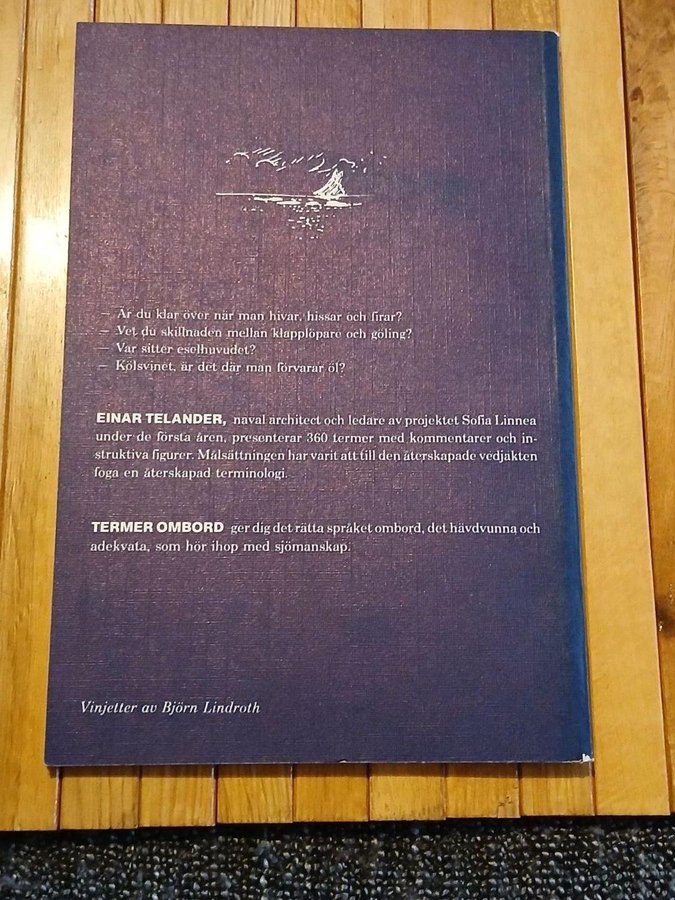 – Är du klar över när man hivar, hissar och firar?
– Vet du skillnaden mellan klapplöpare och göling?
– Var sitter eselhuvudet?
– Kölsvinet, är det där man förvarar öl?
EINAR TELANDER, naval architect och ledare av projektet Sofia Linnea
under de första åren, presenterar 360 termer med kommentarer och in-
struktiva figurer. Målsättningen har varit att till den återskapade vedjakten
foga en återskapad terminologi.
TERMER OMBORD ger dig det rätta språket ombord, det hävdvunna och
adekvata, som hör ihop med sjömanskap.
Vinjetter av Björn Lindroth